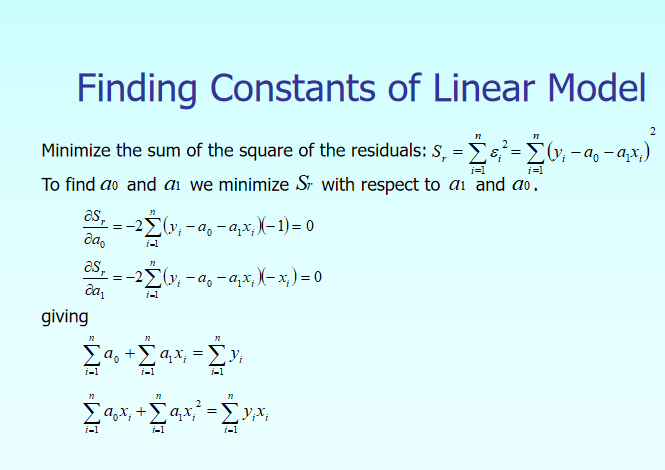 Finding Constants of Linear Model
Minimize the sum of the square of the residuals: $S_r = \sum_{i=1}^{n} \varepsilon_i^2 = \sum_{i=1}^{n} (y_i - a_0 - a_1 x_i)^2$
To find $a_0$ and $a_1$ we minimize $S_r$ with respect to $a_1$ and $a_0$.
$\frac{\partial S_r}{\partial a_0} = -2\sum_{i=1}^{n} (y_i - a_0 - a_1 x_i)(-1) = 0$
$\frac{\partial S_r}{\partial a_1} = -2\sum_{i=1}^{n} (y_i - a_0 - a_1 x_i)(-x_i) = 0$
giving
$\sum_{i=1}^{n} a_0 + \sum_{i=1}^{n} a_1 x_i = \sum_{i=1}^{n} y_i$
$\sum_{i=1}^{n} a_0 x_i + \sum_{i=1}^{n} a_1 x_i^2 = \sum_{i=1}^{n} y_i x_i$